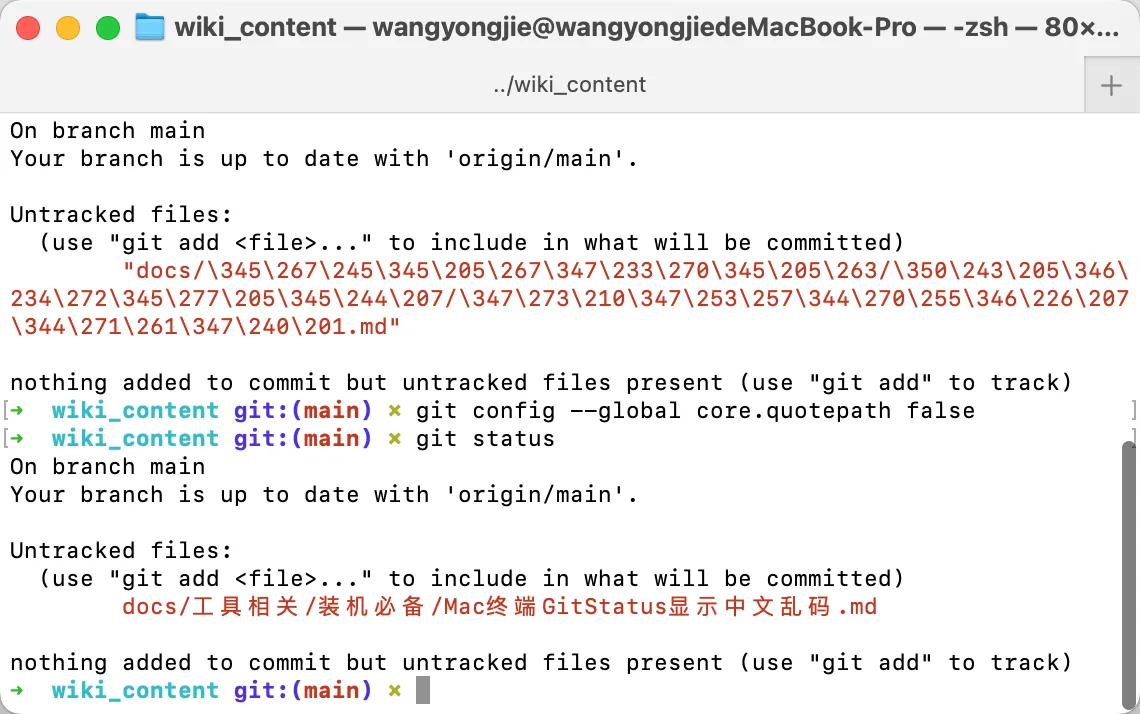 wiki_content — wangyongjie@wangyongjiedeMacBook-Pro — -zsh — 80×...
../wiki_content
+
On branch main
Your branch is up to date with 'origin/main'.
Untracked files:
(use "git add <file>..." to include in what will be committed)
"docs/\345\267\245\345\205\267\347\233\270\345\205\263/\350\243\205\346\
234\272\345\277\205\345\244\207/\347\273\210\347\253\257\344\270\255\346\226\207
\344\271\261\347\240\201.md"
nothing added to commit but untracked files present (use "git add" to track)
[➜ wiki_content git:(main) × git config --global core.quotepath false ]
[➜ wiki_content git:(main) × git status ]
On branch main
Your branch is up to date with 'origin/main'.
Untracked files:
(use "git add <file>..." to include in what will be committed)
docs/工具相关/装机必备/Mac终端GitStatus显示中文乱码.md
nothing added to commit but untracked files present (use "git add" to track)
➜ wiki_content git:(main) ×